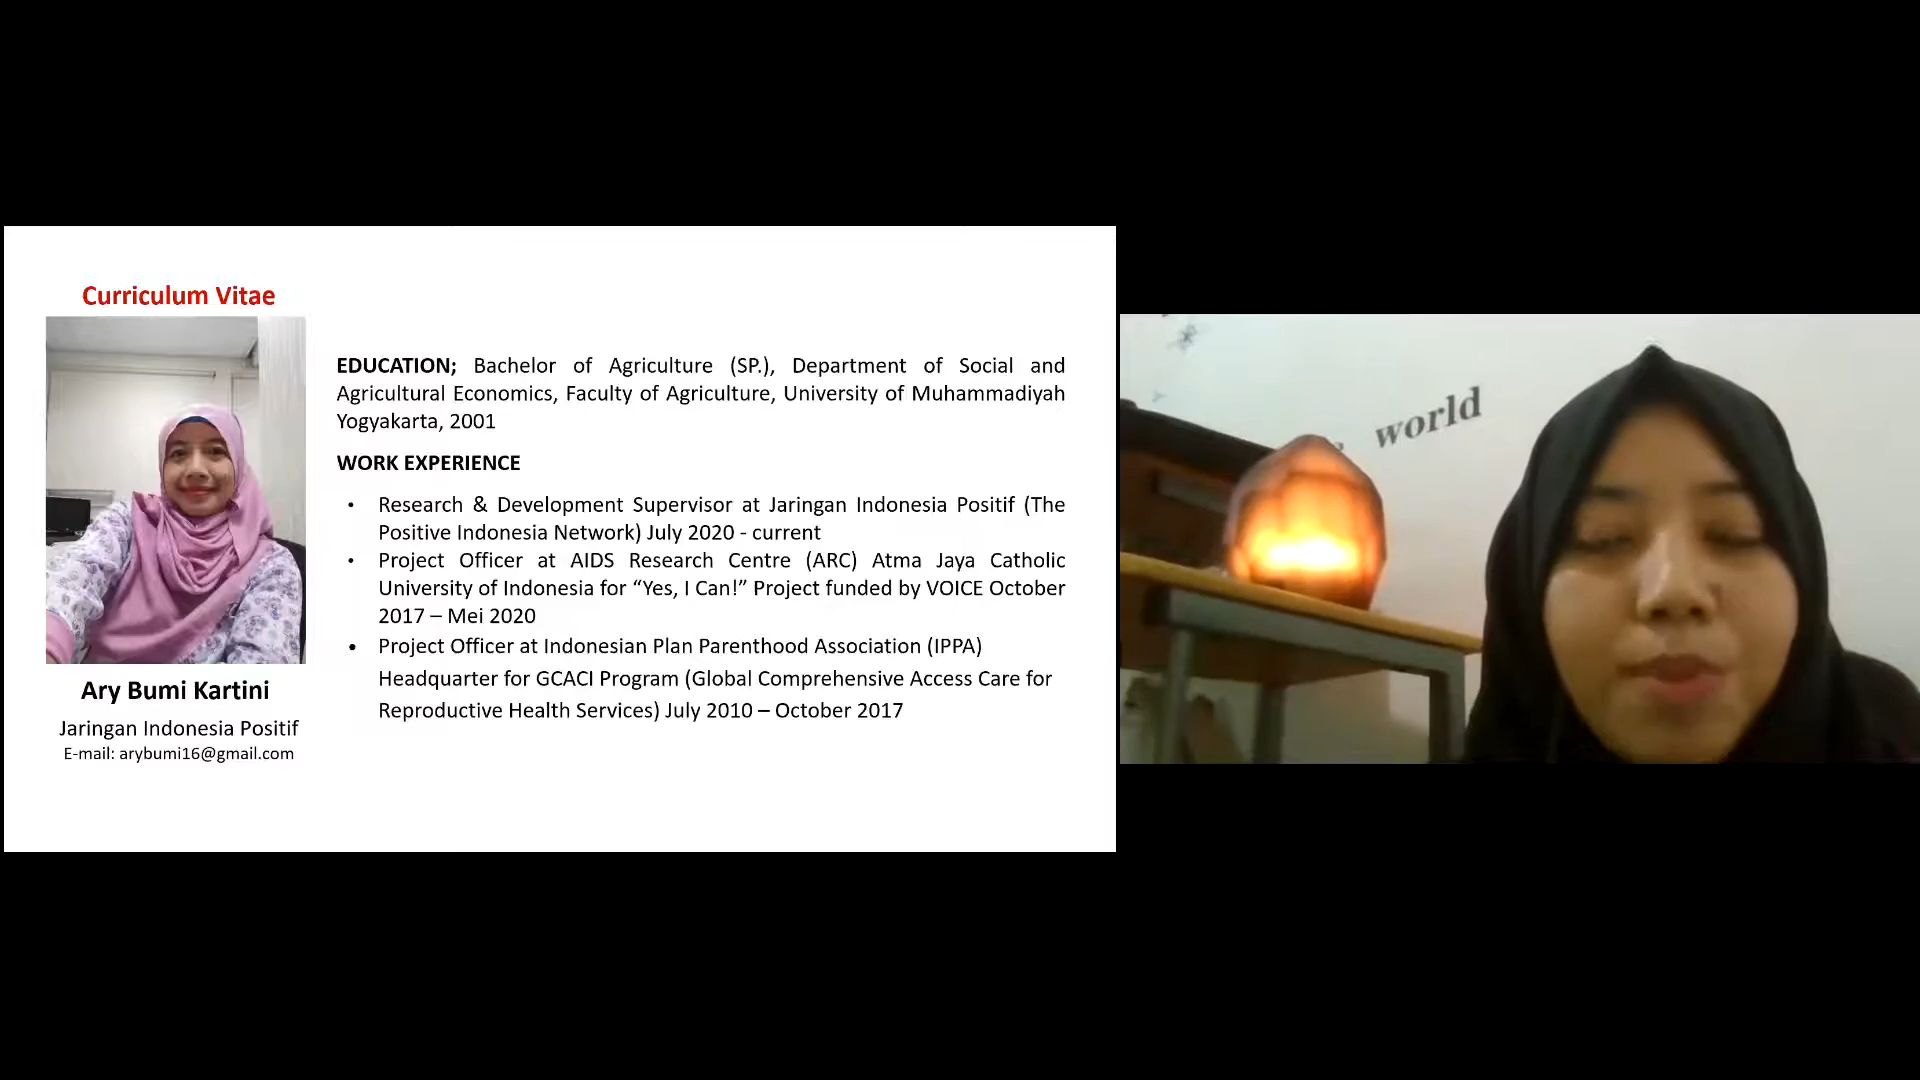 Curriculum Vitae
Ary Bumi Kartini
Jaringan Indonesia Positif
E-mail: arybumi16@gmail.com
EDUCATION; Bachelor of Agriculture (SP.), Department of Social and
Agricultural Economics, Faculty of Agriculture, University of Muhammadiyah
Yogyakarta, 2001
WORK EXPERIENCE
• Research & Development Supervisor at Jaringan Indonesia Positif (The
Positive Indonesia Network) July 2020 - current
• Project Officer at AIDS Research Centre (ARC) Atma Jaya Catholic
University of Indonesia for “Yes, I Can!” Project funded by VOICE October
2017 – Mei 2020
• Project Officer at Indonesian Plan Parenthood Association (IPPA)
Headquarter for GCACI Program (Global Comprehensive Access Care for
Reproductive Health Services) July 2010 – October 2017
world